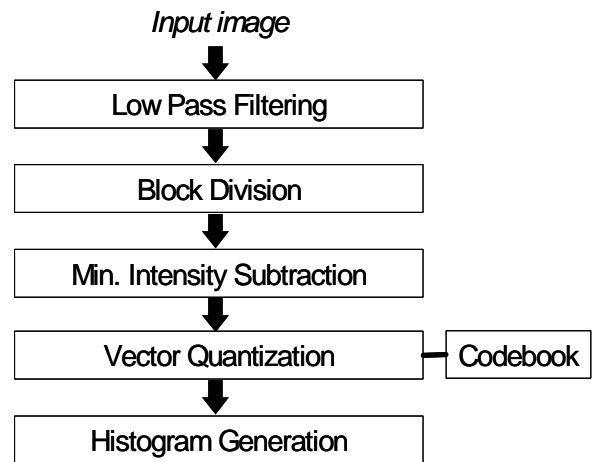 Input image
Low Pass Filtering
Block Division
Min. Intensity Subtraction
Vector Quantization
Codebook
Histogram Generation